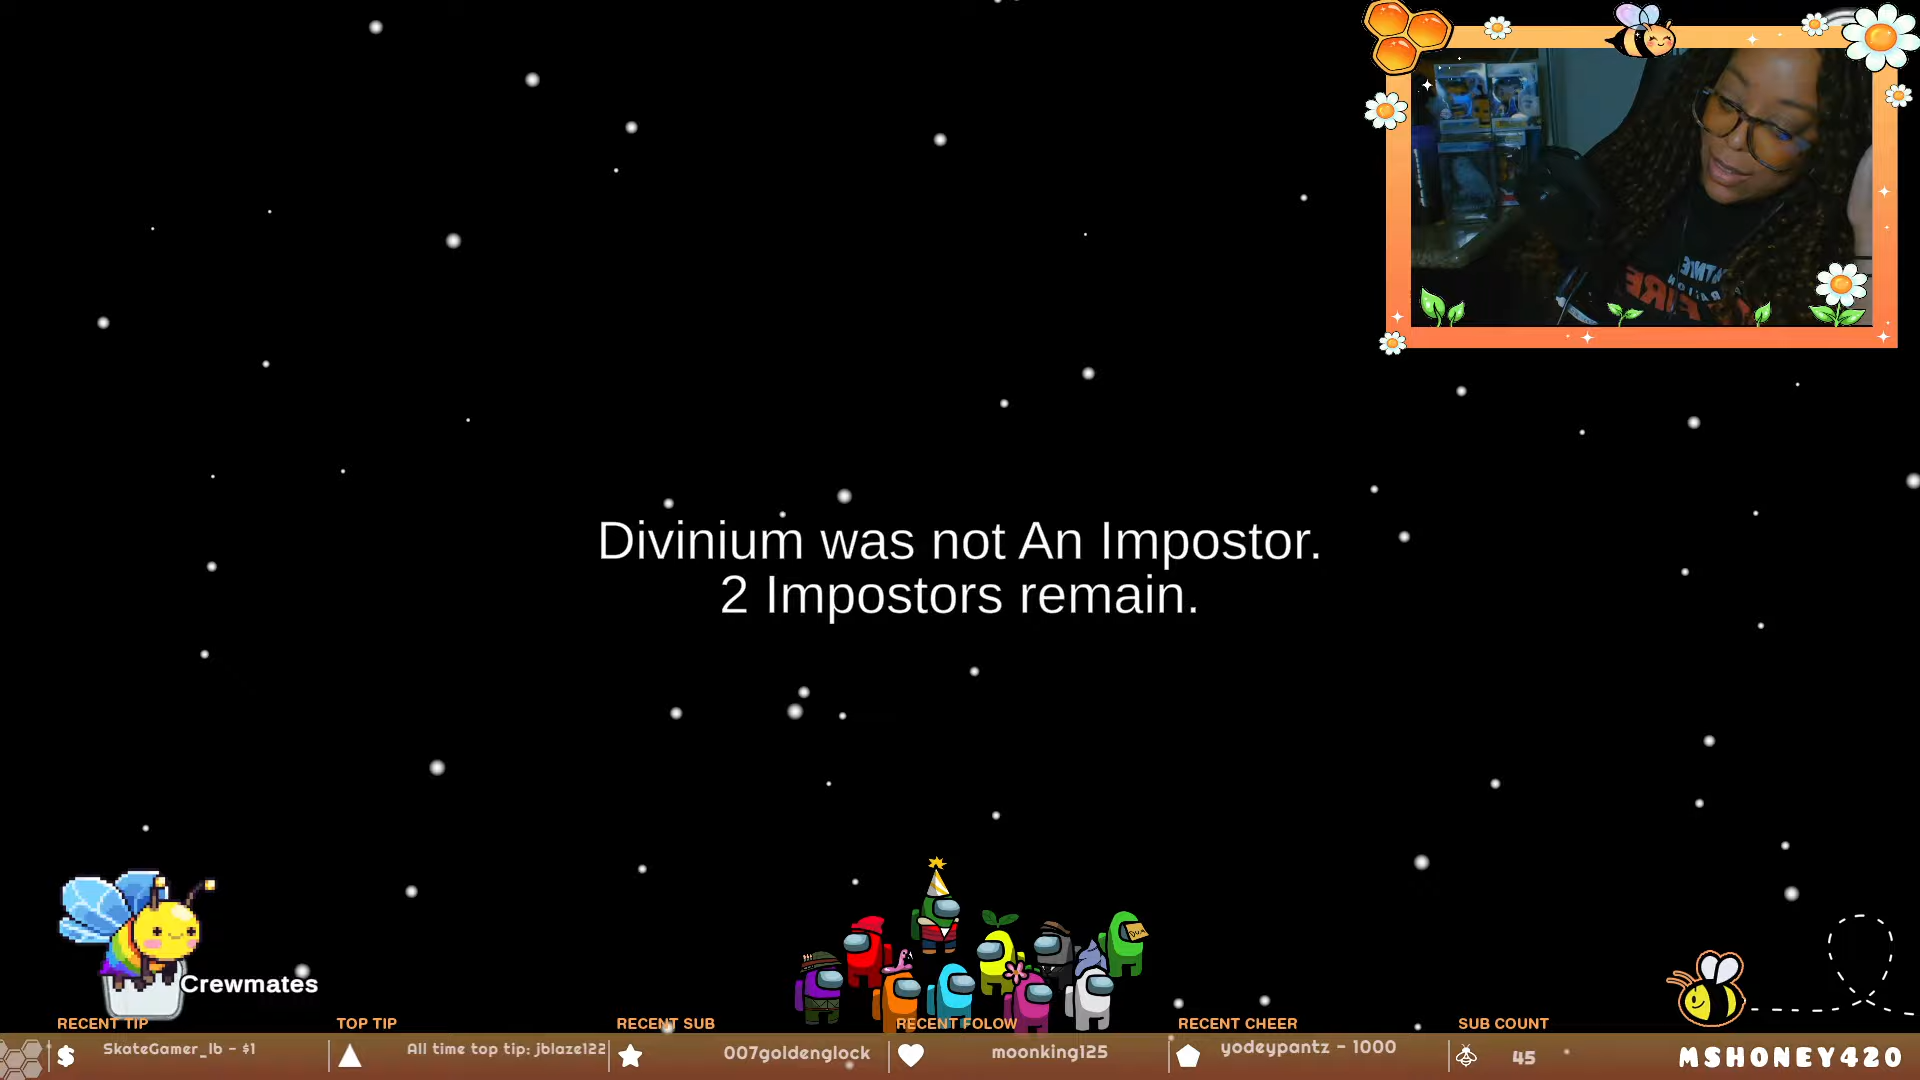 Divinium was not An Impostor.
2 Impostors remain.
Crewmates
RECENT TIP
SkateGamer_lb - $1
TOP TIP
All time top tip: jblaze122
RECENT SUB
007goldenglock
RECENT FOLOW
moonking125
RECENT CHEER
yodeypantz - 1000
SUB COUNT
45
MSHONEY420